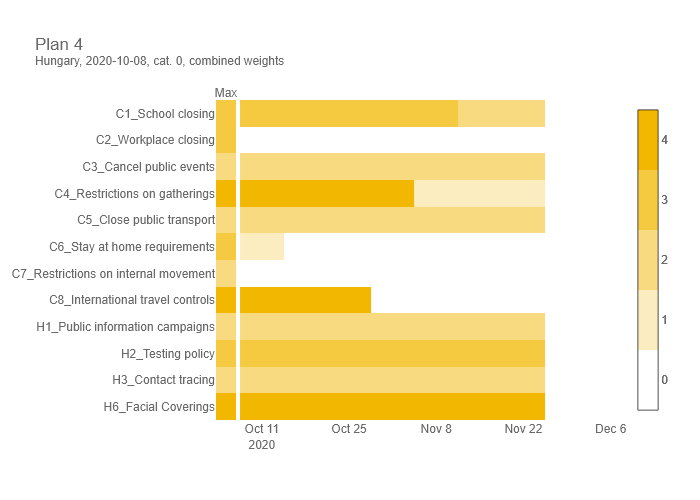 Plan 4
Hungary, 2020-10-08, cat. 0, combined weights
Max
C1_School closing
C2_Workplace closing
C3_Cancel public events
C4_Restrictions on gatherings
C5_Close public transport
C6_Stay at home requirements
C7_Restrictions on internal movement
C8_International travel controls
H1_Public information campaigns
H2_Testing policy
H3_Contact tracing
H6_Facial Coverings
Oct 11 Oct 25 Nov 8 Nov 22 Dec 6
2020
4
3
2
1
0